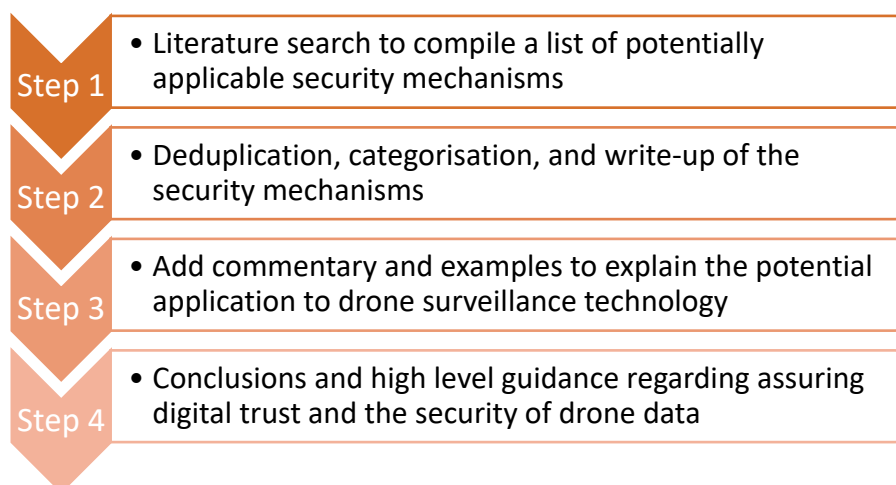 Step 1
• Literature search to compile a list of potentially
applicable security mechanisms
Step 2
• Deduplication, categorisation, and write-up of the
security mechanisms
Step 3
• Add commentary and examples to explain the potential
application to drone surveillance technology
Step 4
• Conclusions and high level guidance regarding assuring
digital trust and the security of drone data